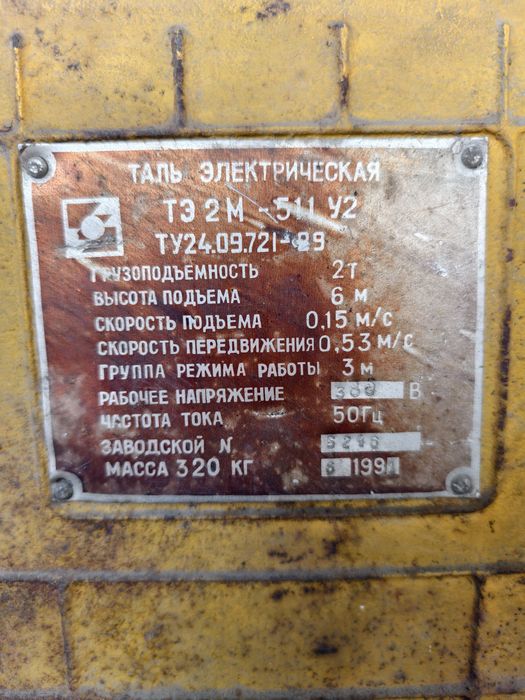 ТАЛЬ ЭЛЕКТРИЧЕСКАЯ
ТЭ 2М -511 У2
ТУ24.09.721-89
ГРУЗОПОДЪЕМНОСТЬ 2Т
ВЫСОТА ПОДЪЕМА 6 М
СКОРОСТЬ ПОДЪЕМА 0,15 М/С
СКОРОСТЬ ПЕРЕДВИЖЕНИЯ 0,53 М/С
ГРУППА РЕЖИМА РАБОТЫ 3 М
РАБОЧЕЕ НАПРЯЖЕНИЕ 380 В
ЧАСТОТА ТОКА 50Гц
ЗАВОДСКОЙ N
МАССА 320 КГ